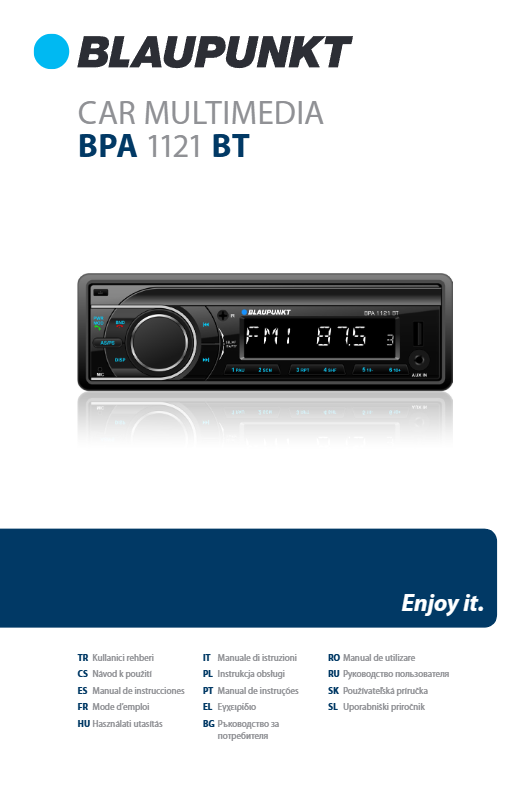 BLAUPUNKT
CAR MULTIMEDIA
BPA 1121 BT
BLAUPUNKT
BPA 1121 BT
BND
AS/PS
DISP
MIC
FM1 87.5 3
1 PAU 2 SCN 3 RPT 4 SHF 5 10- 6 10+
AUX IN
Enjoy it.
TR Kullanici rehberi
CS Návod k použití
ES Manual de instrucciones
FR Mode d'emploi
HU Használati utasítás
IT Manuale di istruzioni
PL Instrukcja obsługi
PT Manual de instruções
EL Εγχειρίδιο
BG Ръководство за
потребителя
RO Manual de utilizare
RU Руководство пользователя
SK Používateľská príručka
SL Uporabniški priročnik